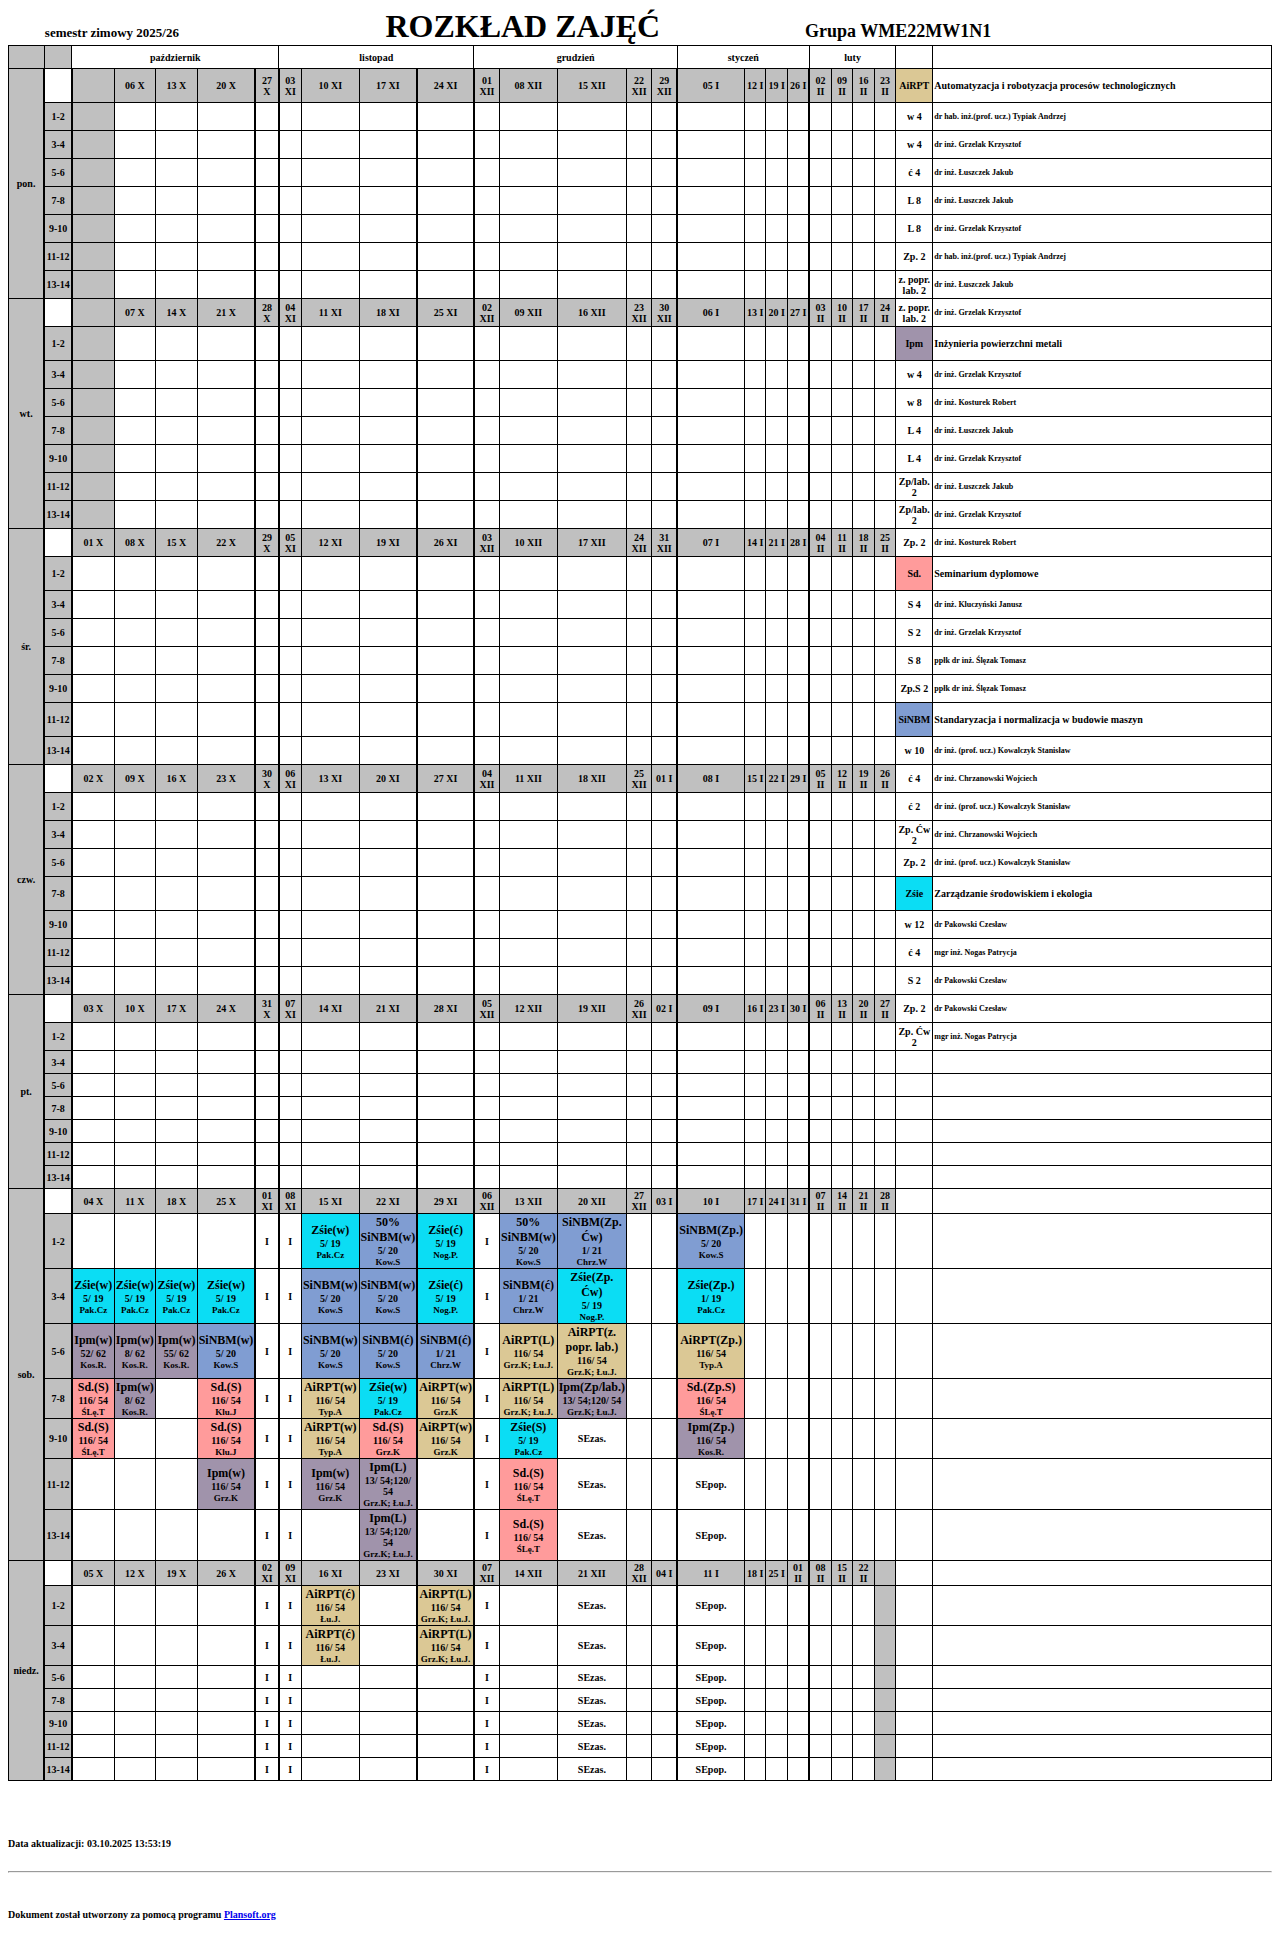 semestr zimowy 2025/26 ROZKŁAD ZAJĘĆ Grupa WME22MW1N1
październik listopad grudzień styczeń luty
pon. 06 X 13 X 20 X 27 X 03 XI 10 XI 17 XI 24 XI 01 XII 08 XII 15 XII 22 XII 29 XII 05 I 12 I 19 I 26 I 02 II 09 II 16 II 23 II AiRPT Automatyzacja i robotyzacja procesów technologicznych
1-2 w 4 dr hab. inż.(prof. ucz.) Typiak Andrzej
3-4 w 4 dr inż. Grzelak Krzysztof
5-6 ć 4 dr inż. Łuszczek Jakub
7-8 L 8 dr inż. Łuszczek Jakub
9-10 L 8 dr inż. Grzelak Krzysztof
11-12 Zp. 2 dr hab. inż.(prof. ucz.) Typiak Andrzej
13-14 z. popr. lab. 2 dr inż. Łuszczek Jakub
wt. 07 X 14 X 21 X 28 X 04 XI 11 XI 18 XI 25 XI 02 XII 09 XII 16 XII 23 XII 30 XII 06 I 13 I 20 I 27 I 03 II 10 II 17 II 24 II z. popr. lab. 2 dr inż. Grzelak Krzysztof
1-2 Ipm Inżynieria powierzchni metali
3-4 w 4 dr inż. Grzelak Krzysztof
5-6 w 8 dr inż. Kosturek Robert
7-8 L 4 dr inż. Łuszczek Jakub
9-10 L 4 dr inż. Grzelak Krzysztof
11-12 Zp/lab. 2 dr inż. Łuszczek Jakub
13-14 Zp/lab. 2 dr inż. Grzelak Krzysztof
śr. 01 X 08 X 15 X 22 X 29 X 05 XI 12 XI 19 XI 26 XI 03 XII 10 XII 17 XII 24 XII 31 XII 07 I 14 I 21 I 28 I 04 II 11 II 18 II 25 II Zp. 2 dr inż. Kosturek Robert
1-2 Sd. Seminarium dyplomowe
3-4 S 4 dr inż. Kluczyński Janusz
5-6 S 2 dr inż. Grzelak Krzysztof
7-8 S 8 ppłk dr inż. Ślęzak Tomasz
9-10 Zp.S 2 ppłk dr inż. Ślęzak Tomasz
11-12 SiNBM Standaryzacja i normalizacja w budowie maszyn
13-14 w 10 dr inż. (prof. ucz.) Kowalczyk Stanisław
czw. 02 X 09 X 16 X 23 X 30 X 06 XI 13 XI 20 XI 27 XI 04 XII 11 XII 18 XII 25 XII 01 I 08 I 15 I 22 I 29 I 05 II 12 II 19 II 26 II ć 4 dr inż. Chrzanowski Wojciech
1-2 ć 2 dr inż. (prof. ucz.) Kowalczyk Stanisław
3-4 Zp. Ćw 2 dr inż. Chrzanowski Wojciech
5-6 Zp. 2 dr inż. (prof. ucz.) Kowalczyk Stanisław
7-8 Zśie Zarządzanie środowiskiem i ekologia
9-10 w 12 dr Pakowski Czesław
11-12 ć 4 mgr inż. Nogas Patrycja
13-14 S 2 dr Pakowski Czesław
pt. 03 X 10 X 17 X 24 X 31 X 07 XI 14 XI 21 XI 28 XI 05 XII 12 XII 19 XII 26 XII 02 I 09 I 16 I 23 I 30 I 06 II 13 II 20 II 27 II Zp. 2 dr Pakowski Czesław
1-2 Zp. Ćw 2 mgr inż. Nogas Patrycja
3-4
5-6
7-8
9-10
11-12
13-14
sob. 04 X 11 X 18 X 25 X 01 XI 08 XI 15 XI 22 XI 29 XI 06 XII 13 XII 20 XII 27 XII 03 I 10 I 17 I 24 I 31 I 07 II 14 II 21 II 28 II
1-2 I I Zśie(w) 5/ 19 Pak.Cz 50% SiNBM(w) 5/ 20 Kow.S Zśie(ć) 5/ 19 Nog.P. I 50% SiNBM(w) 5/ 20 Kow.S SiNBM(Zp. Ćw) 1/ 21 Chrz.W SiNBM(Zp.) 5/ 20 Kow.S
3-4 Zśie(w) 5/ 19 Pak.Cz Zśie(w) 5/ 19 Pak.Cz Zśie(w) 5/ 19 Pak.Cz Zśie(w) 5/ 19 Pak.Cz I I SiNBM(w) 5/ 20 Kow.S SiNBM(w) 5/ 20 Kow.S Zśie(ć) 5/ 19 Nog.P. I SiNBM(ć) 1/ 21 Chrz.W Zśie(Zp. Ćw) 5/ 19 Nog.P. Zśie(Zp.) 1/ 19 Pak.Cz
5-6 Ipm(w) 52/ 62 Kos.R. Ipm(w) 8/ 62 Kos.R. Ipm(w) 55/ 62 Kos.R. SiNBM(w) 5/ 20 Kow.S I I SiNBM(w) 5/ 20 Kow.S SiNBM(ć) 5/ 20 Kow.S SiNBM(ć) 1/ 21 Chrz.W I AiRPT(L) 116/ 54 Grz.K; Łu.J. AiRPT(z. popr. lab.) 116/ 54 Grz.K; Łu.J. AiRPT(Zp.) 116/ 54 Typ.A
7-8 Sd.(S) 116/ 54 ŚLę.T Ipm(w) 8/ 62 Kos.R. Sd.(S) 116/ 54 Klu.J I I AiRPT(w) 116/ 54 Typ.A Zśie(w) 5/ 19 Pak.Cz AiRPT(w) 116/ 54 Grz.K I AiRPT(L) 116/ 54 Grz.K; Łu.J. Ipm(Zp/lab.) 13/ 54;120/ 54 Grz.K; Łu.J. Sd.(Zp.S) 116/ 54 ŚLę.T
9-10 Sd.(S) 116/ 54 ŚLę.T Sd.(S) 116/ 54 Klu.J I I AiRPT(w) 116/ 54 Typ.A Sd.(S) 116/ 54 Grz.K AiRPT(w) 116/ 54 Grz.K I Zśie(S) 5/ 19 Pak.Cz SEzas. Ipm(Zp.) 116/ 54 Kos.R.
11-12 Ipm(w) 116/ 54 Grz.K I I Ipm(w) 116/ 54 Grz.K Ipm(L) 13/ 54;120/ 54 Grz.K; Łu.J. I Sd.(S) 116/ 54 ŚLę.T SEzas. SEpop.
13-14 I I Ipm(L) 13/ 54;120/ 54 Grz.K; Łu.J. I Sd.(S) 116/ 54 ŚLę.T SEzas. SEpop.
niedz. 05 X 12 X 19 X 26 X 02 XI 09 XI 16 XI 23 XI 30 XI 07 XII 14 XII 21 XII 28 XII 04 I 11 I 18 I 25 I 01 II 08 II 15 II 22 II
1-2 I I AiRPT(ć) 116/ 54 Łu.J. AiRPT(L) 116/ 54 Grz.K; Łu.J. I SEzas. SEpop.
3-4 I I AiRPT(ć) 116/ 54 Łu.J. AiRPT(L) 116/ 54 Grz.K; Łu.J. I SEzas. SEpop.
5-6 I I I SEzas. SEpop.
7-8 I I I SEzas. SEpop.
9-10 I I I SEzas. SEpop.
11-12 I I I SEzas. SEpop.
13-14 I I I SEzas. SEpop.
Data aktualizacji: 03.10.2025 13:53:19
Dokument został utworzony za pomocą programu Plansoft.org